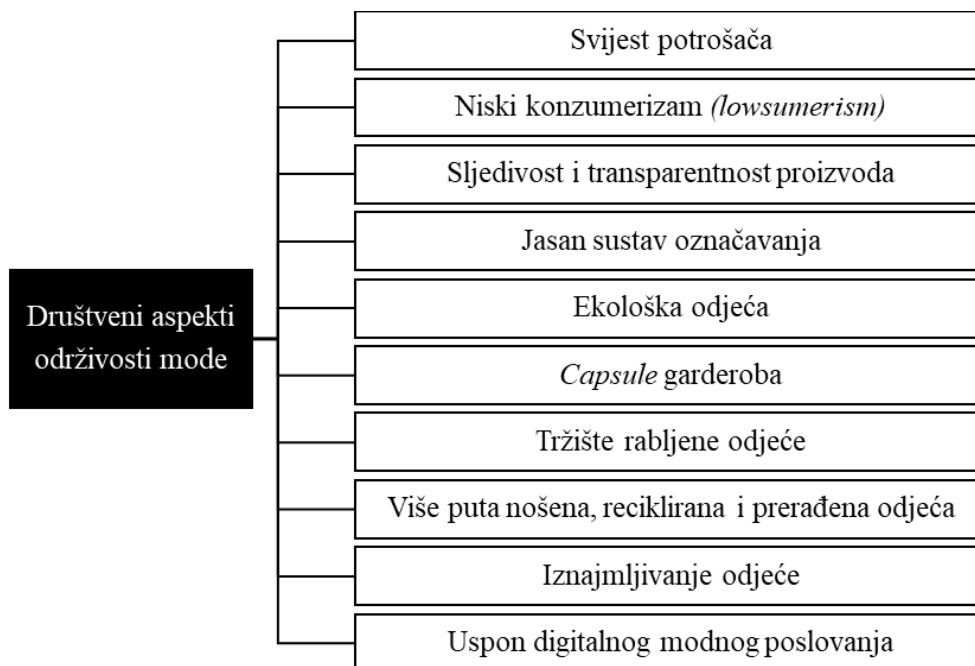 Svijest potrošača
Niski konzumerizam (lowsumerism)
Sljedivost i transparentnost proizvoda
Jasan sustav označavanja
Ekološka odjeća
Društveni aspekti
održivosti mode
Capsule garderoba
Tržište rabljene odjeće
Više puta nošena, reciklirana i prerađena odjeća
Iznajmljivanje odjeće
Uspon digitalnog modnog poslovanja